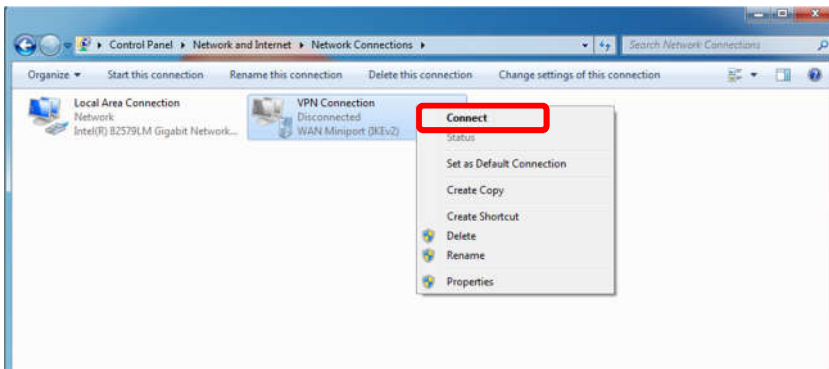 Control Panel ▸ Network and Internet ▸ Network Connections ▸
Search Network Connections
Organize ▾ Start this connection Rename this connection Delete this connection Change settings of this connection
Local Area Connection
Network
Intel(R) 82579LM Gigabit Network...
VPN Connection
Disconnected
WAN Miniport (IKEv2)
Connect
Status
Set as Default Connection
Create Copy
Create Shortcut
Delete
Rename
Properties